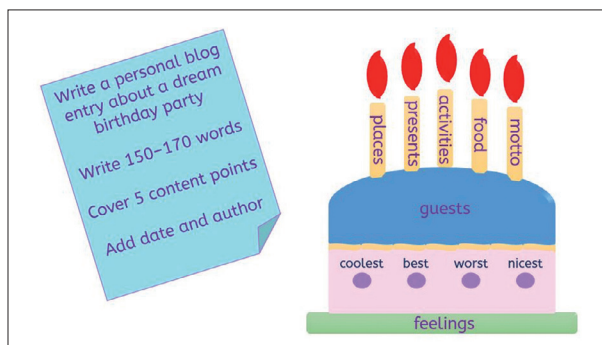 Write a personal blog
entry about a dream
birthday party
Write 150–170 words
Cover 5 content points
Add date and author
places
presents
activities
food
motto
guests
coolest best worst nicest
feelings